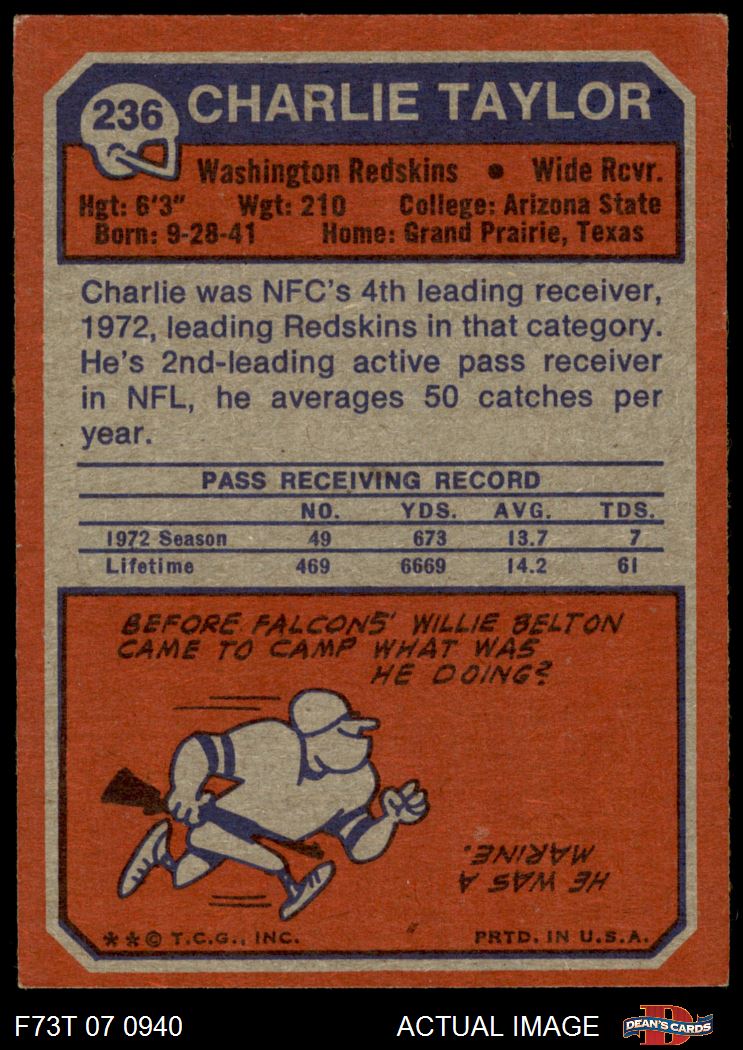 236
CHARLIE TAYLOR
Washington Redskins • Wide Rcvr.
Hgt: 6'3" Wgt: 210 College: Arizona State
Born: 9-28-41 Home: Grand Prairie, Texas
Charlie was NFC's 4th leading receiver,
1972, leading Redskins in that category.
He's 2nd-leading active pass receiver
in NFL, he averages 50 catches per
year.
PASS RECEIVING RECORD
NO. YDS. AVG. TDS.
1972 Season 49 673 13.7 7
Lifetime 469 6669 14.2 61
BEFORE FALCONS' WILLIE BELTON
CAME TO CAMP WHAT WAS
HE DOING?
HE WAS A
MARINE.
**© T.C.G., INC. PRTD. IN U.S.A.
F73T 07 0940 ACTUAL IMAGE
D
DEAN'S CARDS